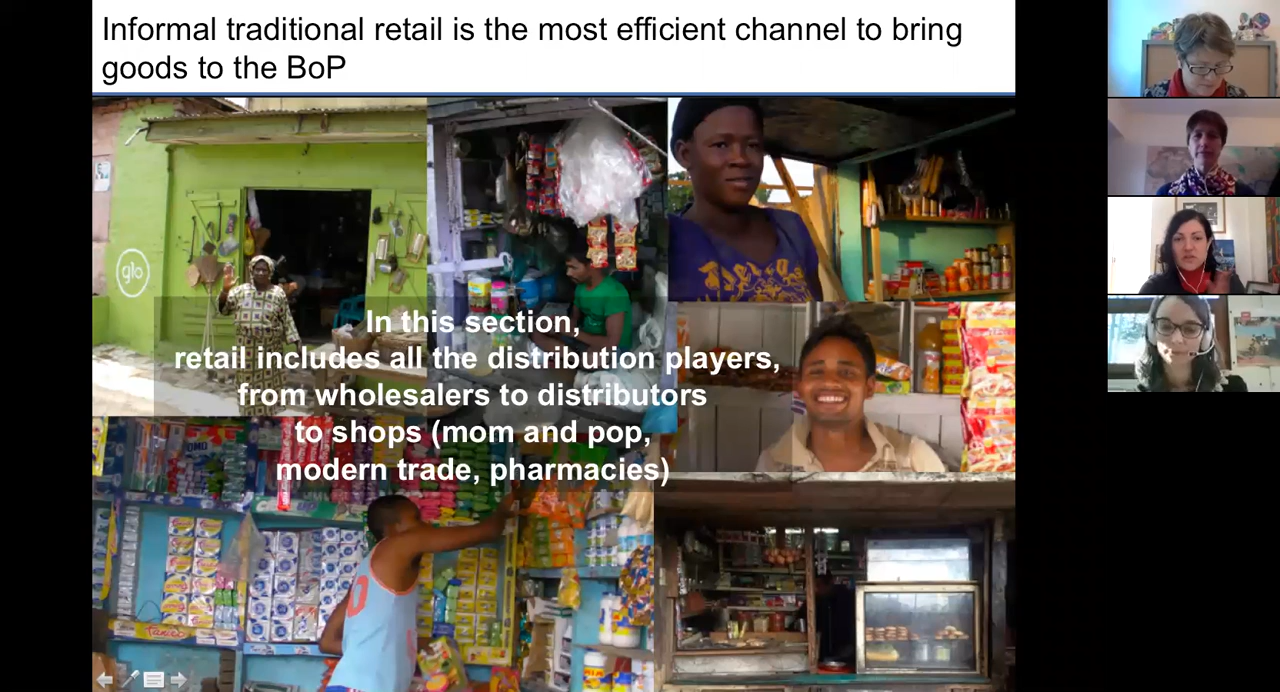 Informal traditional retail is the most efficient channel to bring
goods to the BoP
glo
In this section,
retail includes all the distribution players,
from wholesalers to distributors
to shops (mom and pop,
modern trade, pharmacies)
OMO